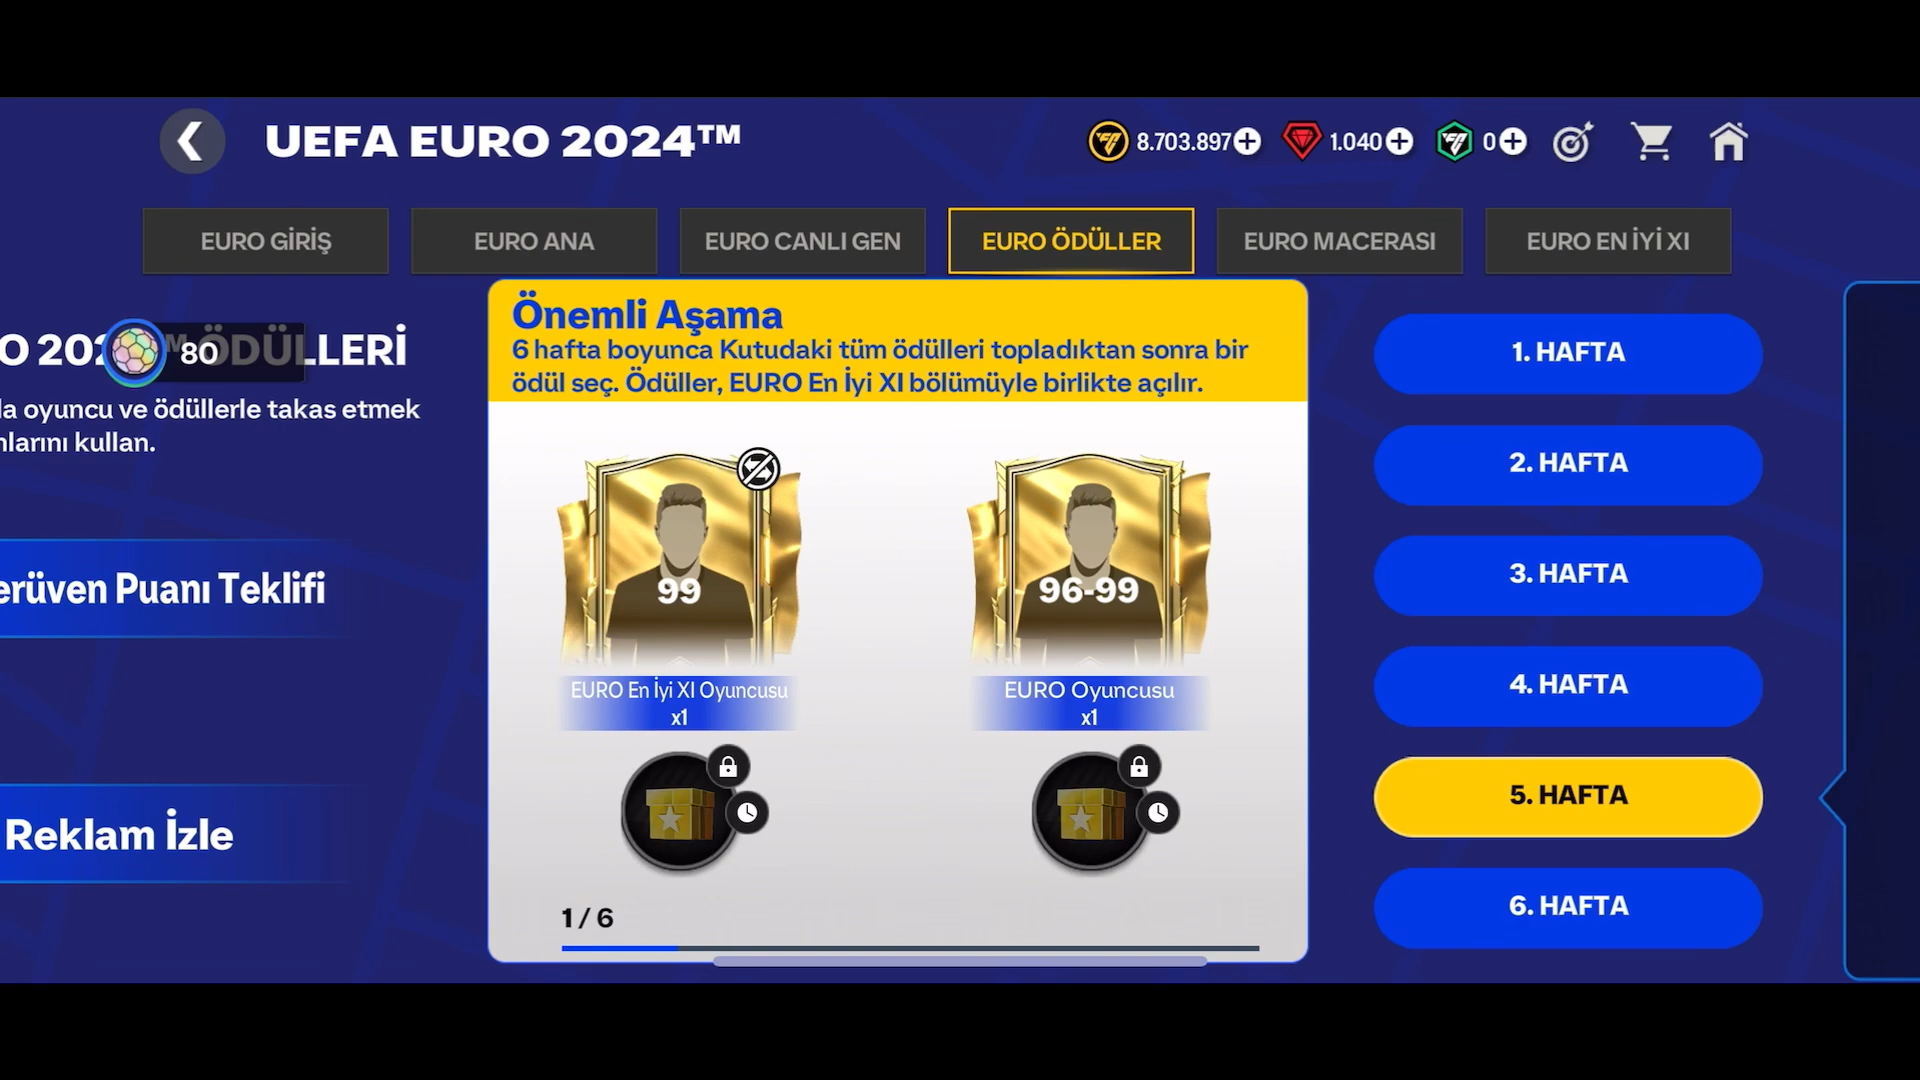 UEFA EURO 2024™
8.703.897
1.040
0
EURO GİRİŞ
EURO ANA
EURO CANLI GEN
EURO ÖDÜLLER
EURO MACERASI
EURO EN İYİ XI
O 202 ™ ÖDÜLLERİ
80
la oyuncu ve ödüllerle takas etmek
nlarını kullan.
erüven Puanı Teklifi
Reklam İzle
Önemli Aşama
6 hafta boyunca Kutudaki tüm ödülleri topladıktan sonra bir
ödül seç. Ödüller, EURO En İyi XI bölümüyle birlikte açılır.
99
EURO En İyi XI Oyuncusu
x1
96-99
EURO Oyuncusu
x1
1 / 6
1. HAFTA
2. HAFTA
3. HAFTA
4. HAFTA
5. HAFTA
6. HAFTA